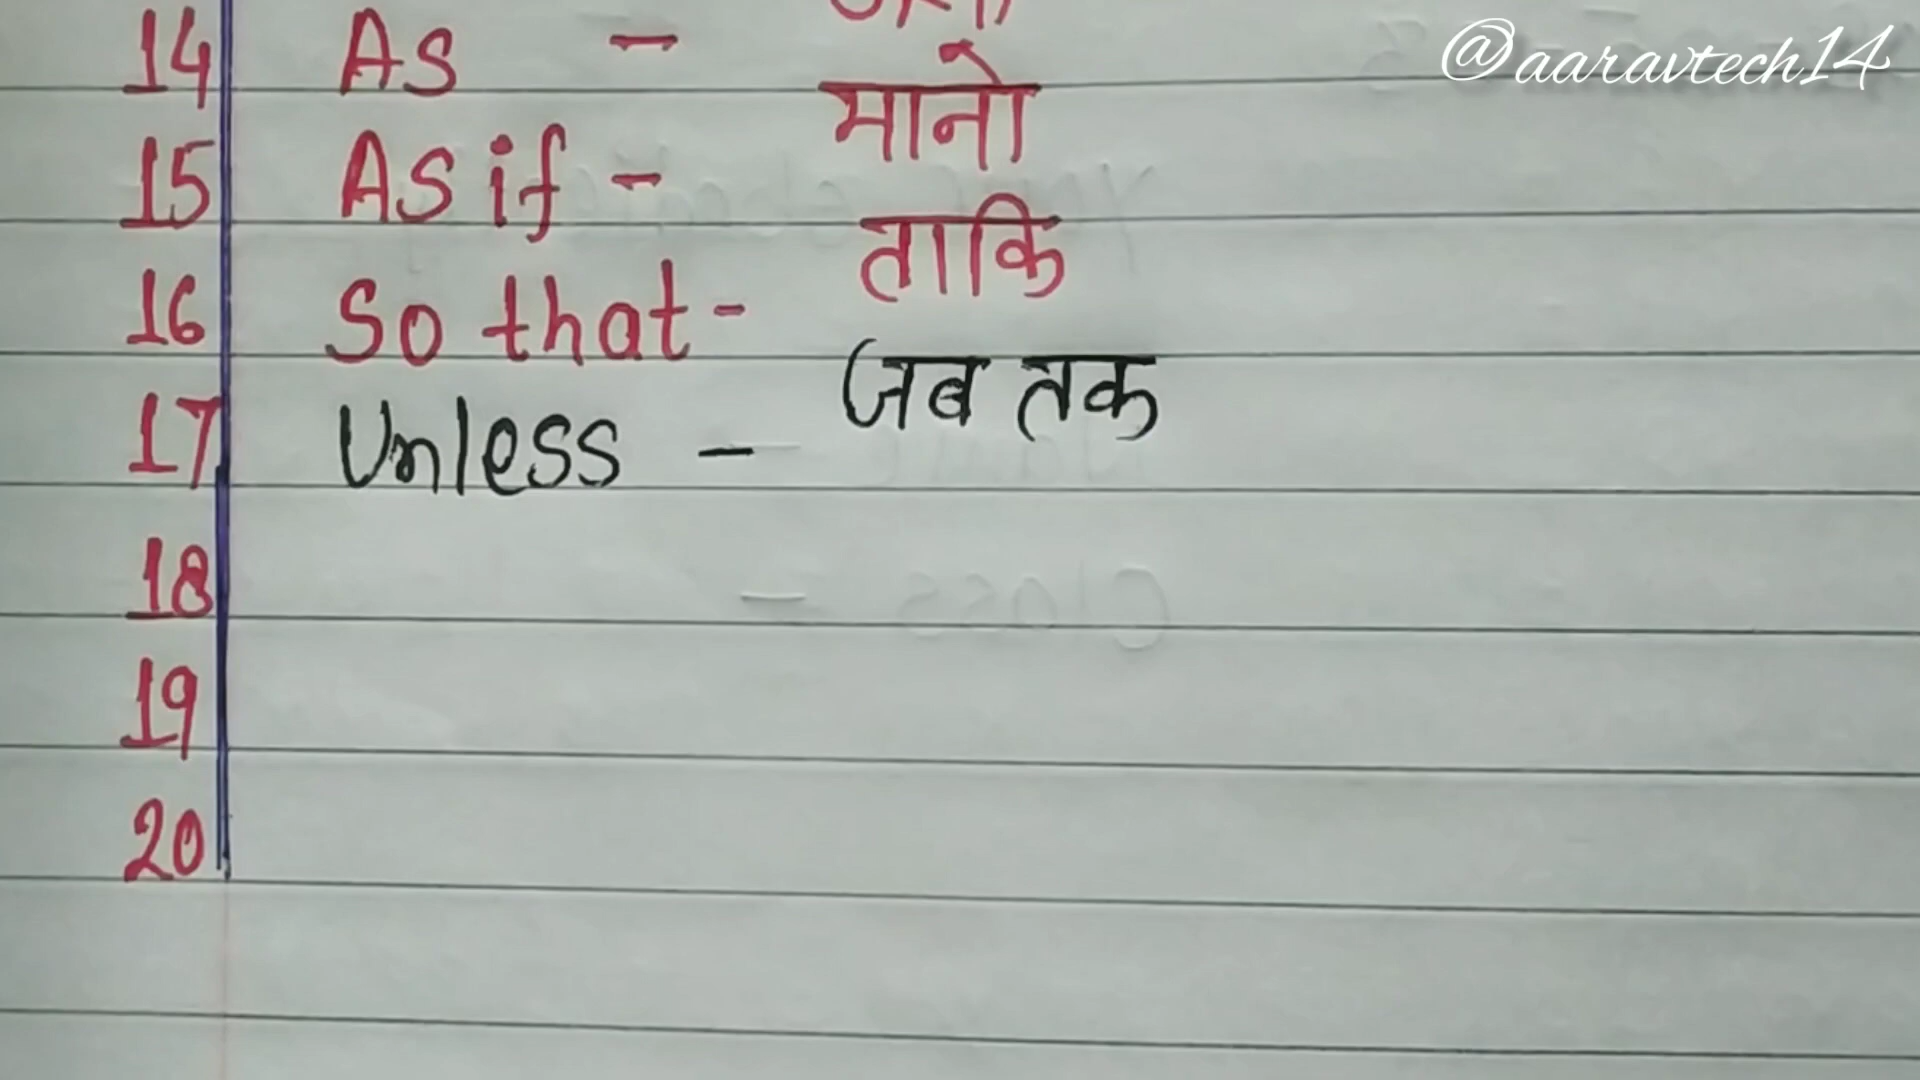 @aaravtech14
14 As -
15 As if - मानो
16 So that - ताकि
17 Unless - जब तक
18
19
20